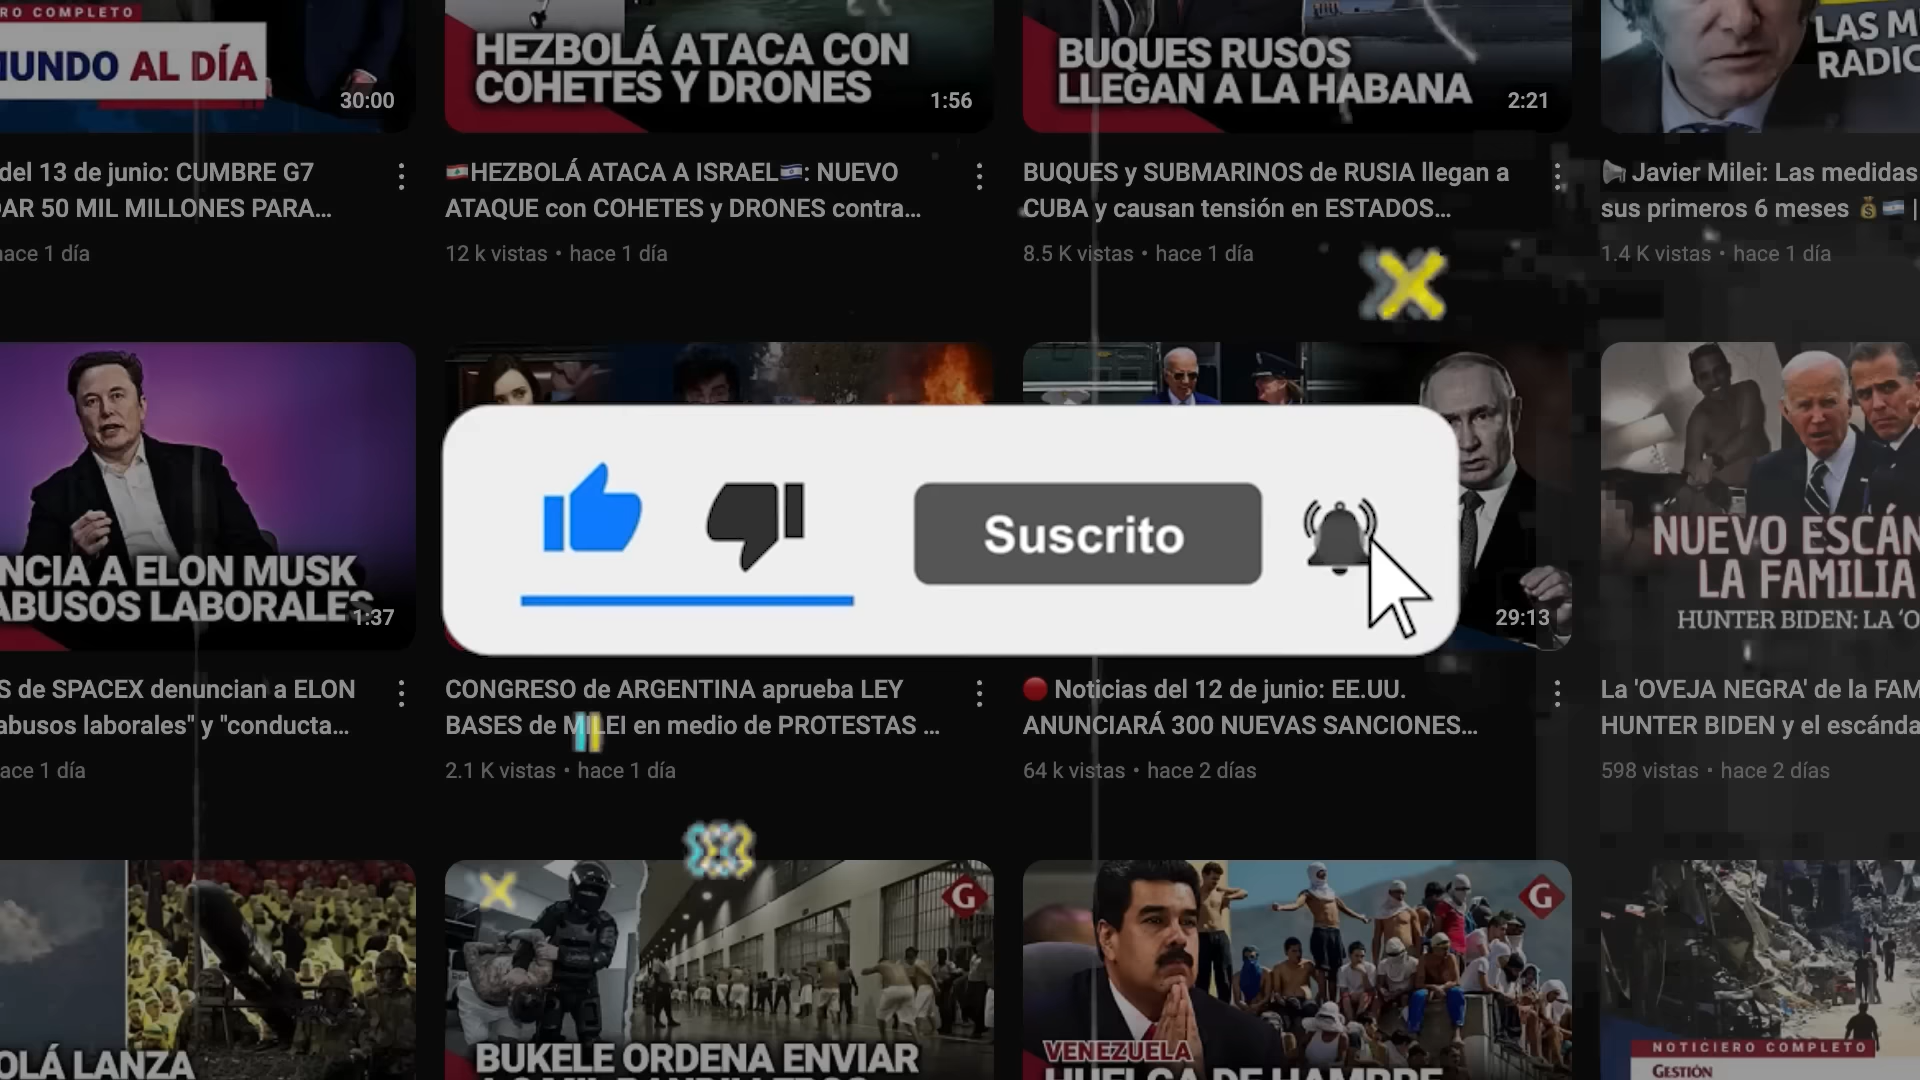 RO COMPLETO
MUNDO AL DÍA
30:00
HEZBOLÁ ATACA CON
COHETES Y DRONES
1:56
BUQUES RUSOS
LLEGAN A LA HABANA
2:21
LAS M
RADIC
del 13 de junio: CUMBRE G7
DAR 50 MIL MILLONES PARA...
hace 1 día
HEZBOLÁ ATACA A ISRAEL: NUEVO
ATAQUE con COHETES y DRONES contra...
12 k vistas • hace 1 día
BUQUES y SUBMARINOS de RUSIA llegan a
CUBA y causan tensión en ESTADOS...
8.5 K vistas • hace 1 día
Javier Milei: Las medidas
sus primeros 6 meses |
1.4 K vistas • hace 1 día
NCIA A ELON MUSK
ABUSOS LABORALES
1:37
Suscrito
29:13
NUEVO ESCÁN
LA FAMILIA
HUNTER BIDEN: LA 'O
S de SPACEX denuncian a ELON
abusos laborales" y "conducta...
ace 1 día
CONGRESO de ARGENTINA aprueba LEY
BASES de MILEI en medio de PROTESTAS ...
2.1 K vistas • hace 1 día
Noticias del 12 de junio: EE.UU.
ANUNCIARÁ 300 NUEVAS SANCIONES...
64 k vistas • hace 2 días
La 'OVEJA NEGRA' de la FAM
HUNTER BIDEN y el escánda
598 vistas • hace 2 días
OLÁ LANZA
G
BUKELE ORDENA ENVIAR
G
VENEZUELA
HUELGA DE HAMBRE
NOTICIERO COMPLETO
GESTIÓN